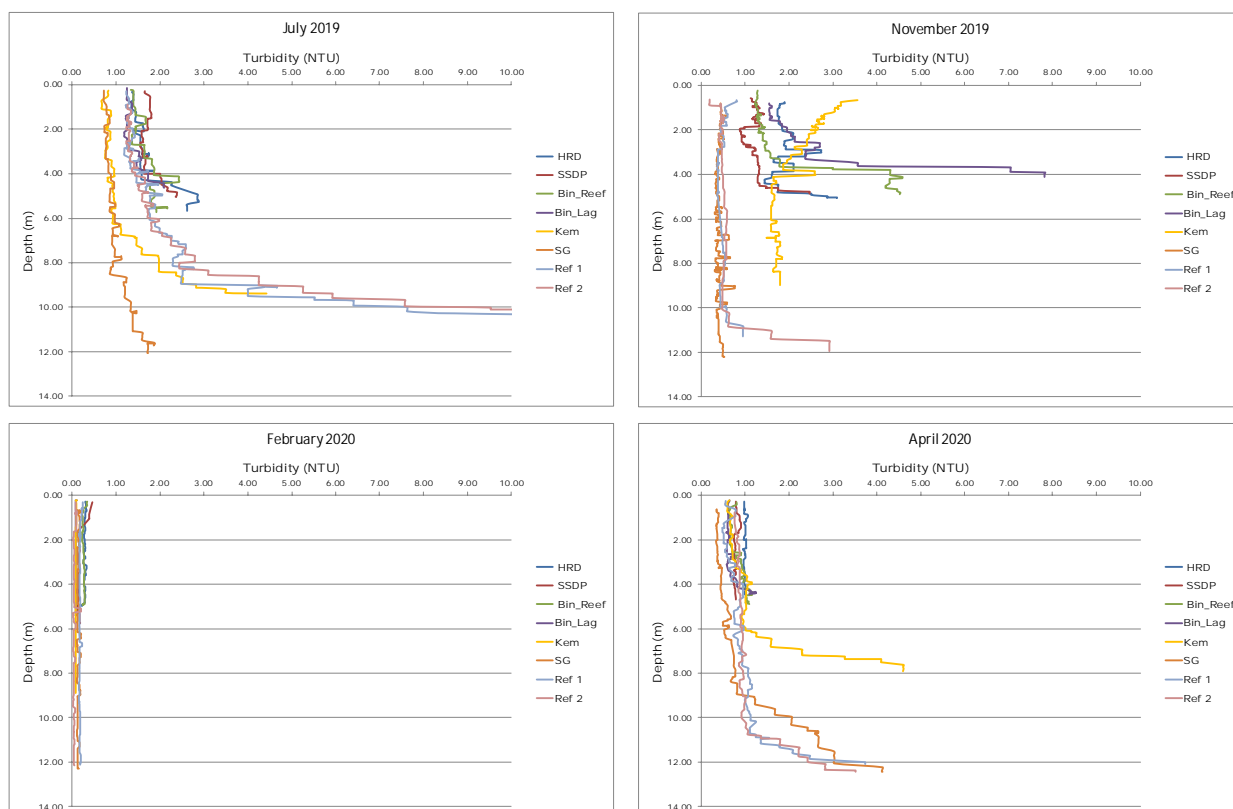 July 2019
Turbidity (NTU)
0.00 1.00 2.00 3.00 4.00 5.00 6.00 7.00 8.00 9.00 10.00
0.00
2.00
4.00
6.00
8.00
10.00
12.00
14.00
Depth (m)
HRD
SSDP
Bin_Reef
Bin_Lag
Kem
SG
Ref 1
Ref 2
November 2019
Turbidity (NTU)
0.00 1.00 2.00 3.00 4.00 5.00 6.00 7.00 8.00 9.00 10.00
0.00
2.00
4.00
6.00
8.00
10.00
12.00
14.00
Depth (m)
HRD
SSDP
Bin_Reef
Bin_Lag
Kem
SG
Ref 1
Ref 2
February 2020
Turbidity (NTU)
0.00 1.00 2.00 3.00 4.00 5.00 6.00 7.00 8.00 9.00 10.00
0.00
2.00
4.00
6.00
8.00
10.00
12.00
14.00
Depth (m)
HRD
SSDP
Bin_Reef
Bin_Lag
Kem
SG
Ref 1
Ref 2
April 2020
Turbidity (NTU)
0.00 1.00 2.00 3.00 4.00 5.00 6.00 7.00 8.00 9.00 10.00
0.00
2.00
4.00
6.00
8.00
10.00
12.00
14.00
Depth (m)
HRD
SSDP
Bin_Reef
Bin_Lag
Kem
SG
Ref 1
Ref 2